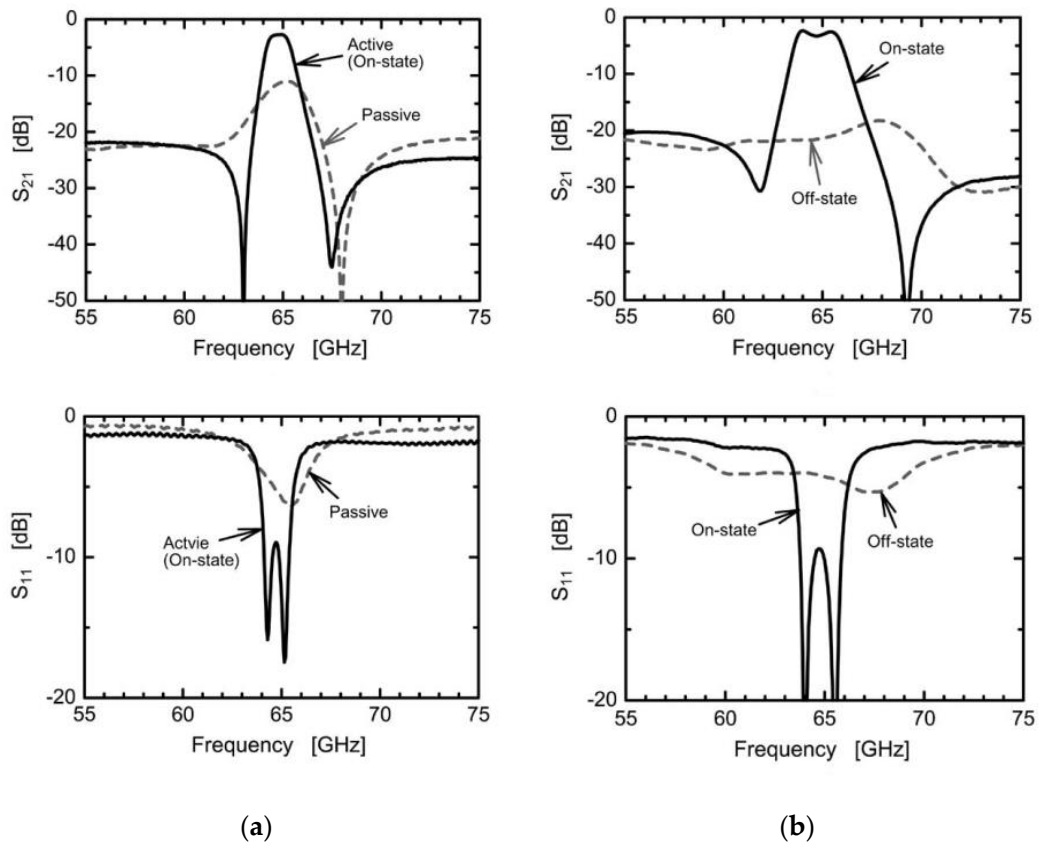 0
-10
-20
-30
-40
-50
S21 [dB]
Active
(On-state)
Passive
55 60 65 70 75
Frequency [GHz]
0
-10
-20
-30
-40
-50
S21 [dB]
On-state
Off-state
55 60 65 70 75
Frequency [GHz]
0
-10
-20
S11 [dB]
Passive
Actvie
(On-state)
55 60 65 70 75
Frequency [GHz]
0
-10
-20
S11 [dB]
On-state
Off-state
55 60 65 70 75
Frequency [GHz]
(a) (b)